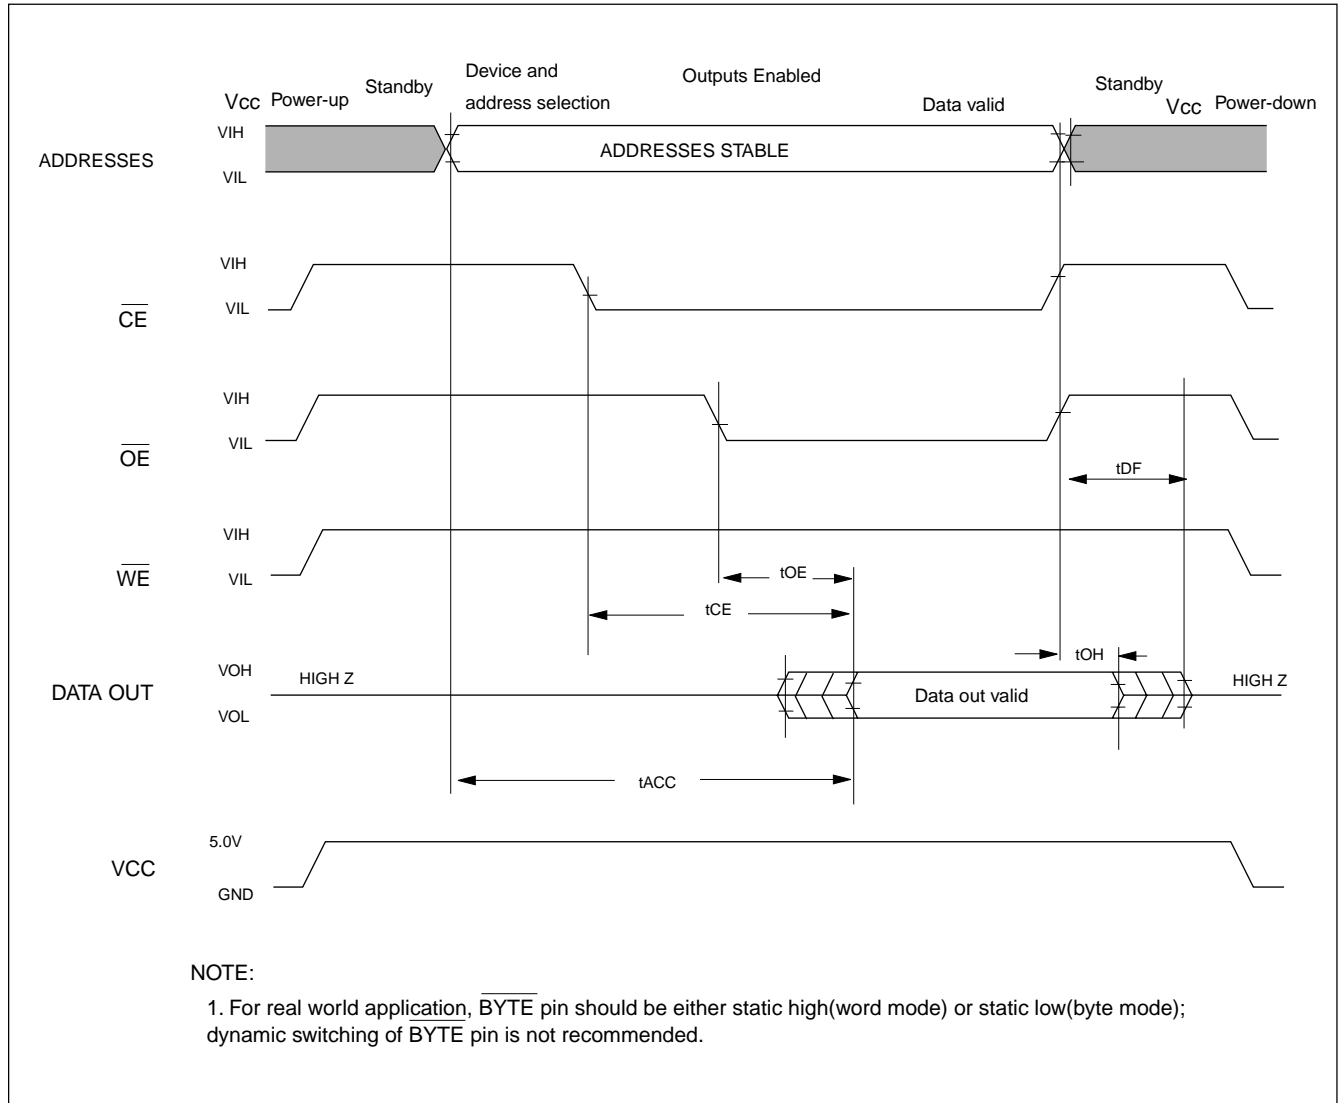 Vcc Power-up Standby Device and address selection Outputs Enabled Data valid Standby Vcc Power-down
ADDRESSES
VIH
VIL
ADDRESSES STABLE
CE
VIH
VIL
OE
VIH
VIL
tDF
WE
VIH
VIL
tOE
tCE
tOH
DATA OUT
VOH
VOL
HIGH Z
Data out valid
HIGH Z
tACC
VCC
5.0V
GND
NOTE:
1. For real world application, BYTE pin should be either static high(word mode) or static low(byte mode);
dynamic switching of BYTE pin is not recommended.